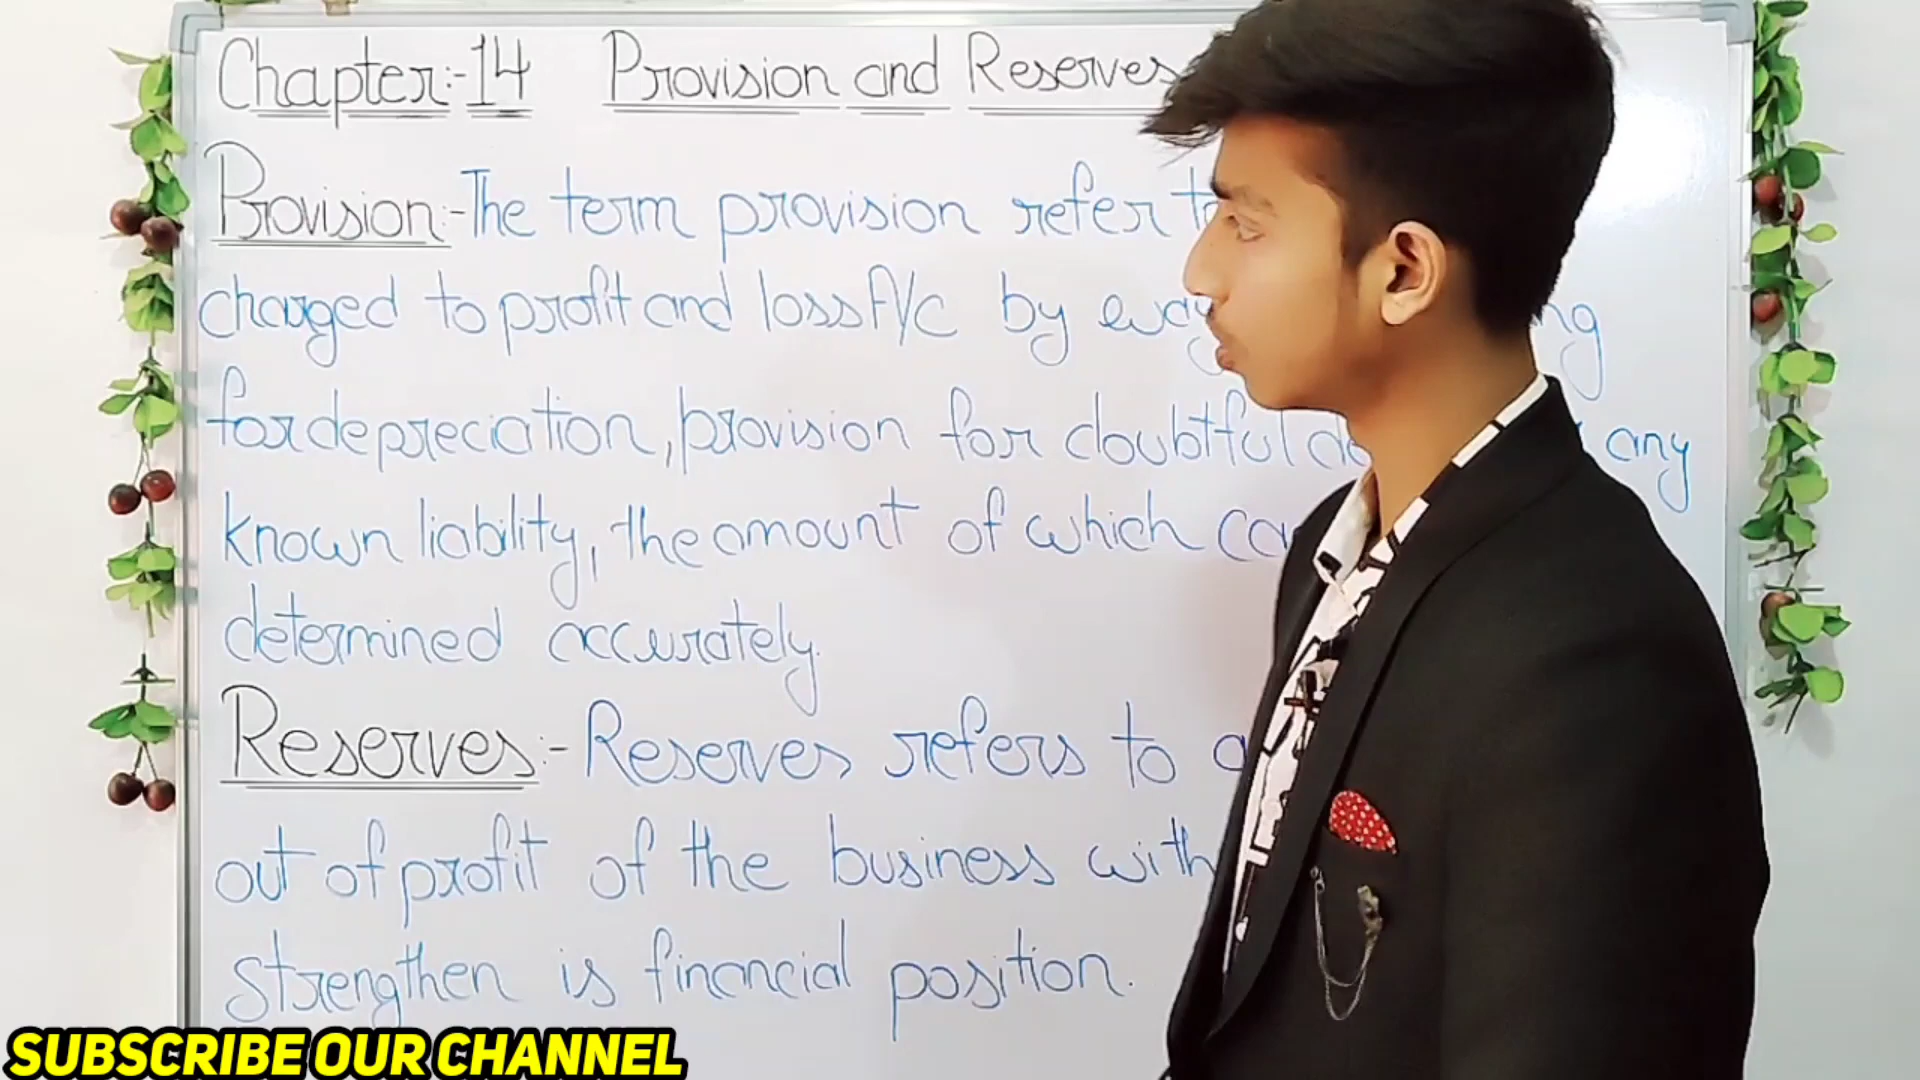 Chapter:-14 Provision and Reserves
Provision:-The term provision refer to
charged to profit and loss A/c by way
for depreciation, provision for doubtful any
known liability, the amount of which
determined accurately.
Reserves:- Reserves refers to
out of profit of the business with
strengthen is financial position.
SUBSCRIBE OUR CHANNEL